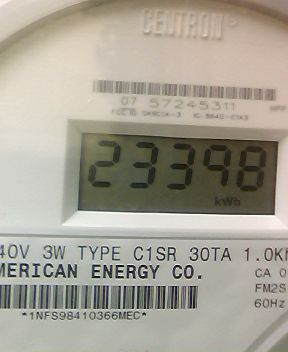 CENTRON
07 57245311
23398
kWh
40V 3W TYPE C1SR 30TA 1.0Kh
MERICAN ENERGY CO.
CA 0
FM2S
60Hz
*1NFS98410366MEC*